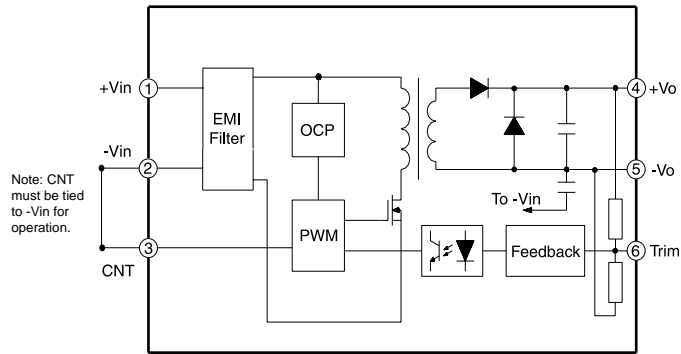 +Vin
1
EMI
Filter
OCP
4
+Vo
-Vin
2
5
-Vo
Note: CNT
must be tied
to -Vin for
operation.
To -Vin
PWM
3
CNT
Feedback
6
Trim